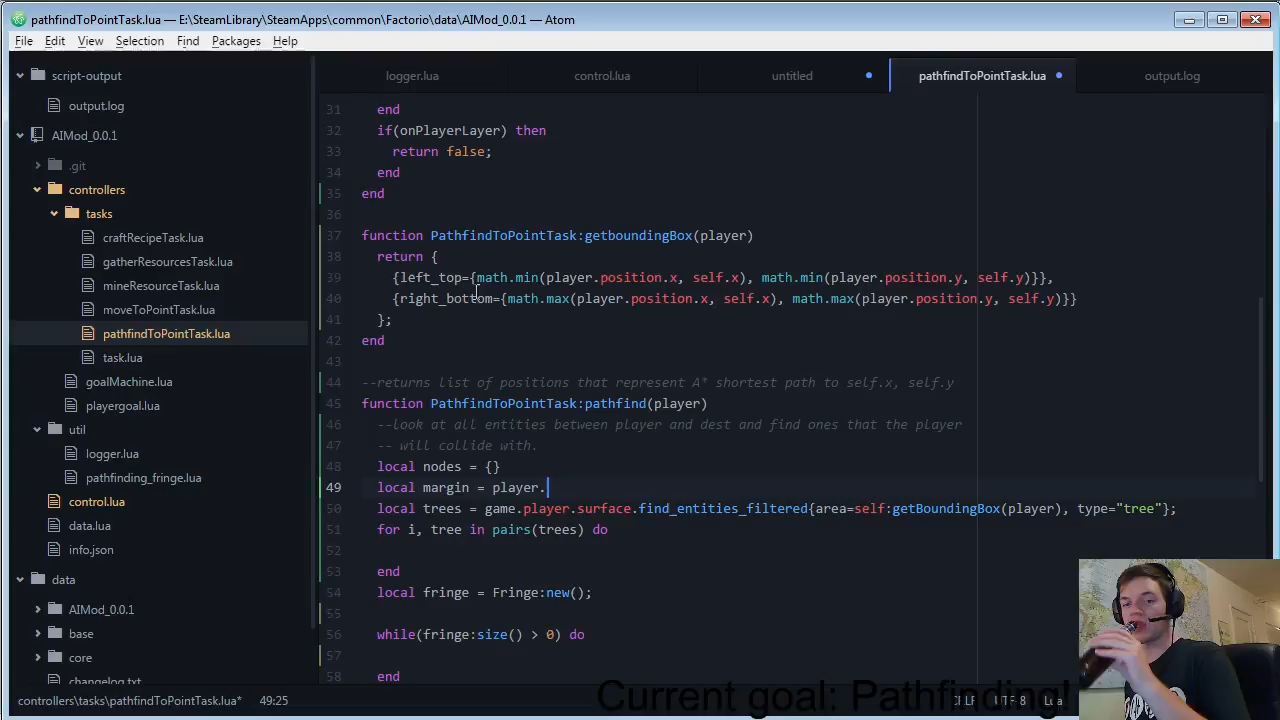 pathfindToPointTask.lua — E:\SteamLibrary\SteamApps\common\Factorio\data\AIMod_0.0.1 — Atom
File Edit View Selection Find Packages Help
script-output
output.log
AIMod_0.0.1
.git
controllers
tasks
craftRecipeTask.lua
gatherResourcesTask.lua
mineResourceTask.lua
moveToPointTask.lua
pathfindToPointTask.lua
task.lua
goalMachine.lua
playergoal.lua
util
logger.lua
pathfinding_fringe.lua
control.lua
data.lua
info.json
data
AIMod_0.0.1
base
core
changelog.txt
logger.lua control.lua untitled pathfindToPointTask.lua output.log
31 end
32 if(onPlayerLayer) then
33 return false;
34 end
35 end
36
37 function PathfindToPointTask:getboundingBox(player)
38 return {
39 {left_top={math.min(player.position.x, self.x), math.min(player.position.y, self.y)}},
40 {right_bottom={math.max(player.position.x, self.x), math.max(player.position.y, self.y)}}
41 };
42 end
43
44 --returns list of positions that represent A* shortest path to self.x, self.y
45 function PathfindToPointTask:pathfind(player)
46 --look at all entities between player and dest and find ones that the player
47 -- will collide with.
48 local nodes = {}
49 local margin = player.
50 local trees = game.player.surface.find_entities_filtered{area=self:getBoundingBox(player), type="tree"};
51 for i, tree in pairs(trees) do
52
53 end
54 local fringe = Fringe:new();
55
56 while(fringe:size() > 0) do
57
58 end
controllers\tasks\pathfindToPointTask.lua* 49:25
CRLF UTF-8 Lua
Current goal: Pathfinding!